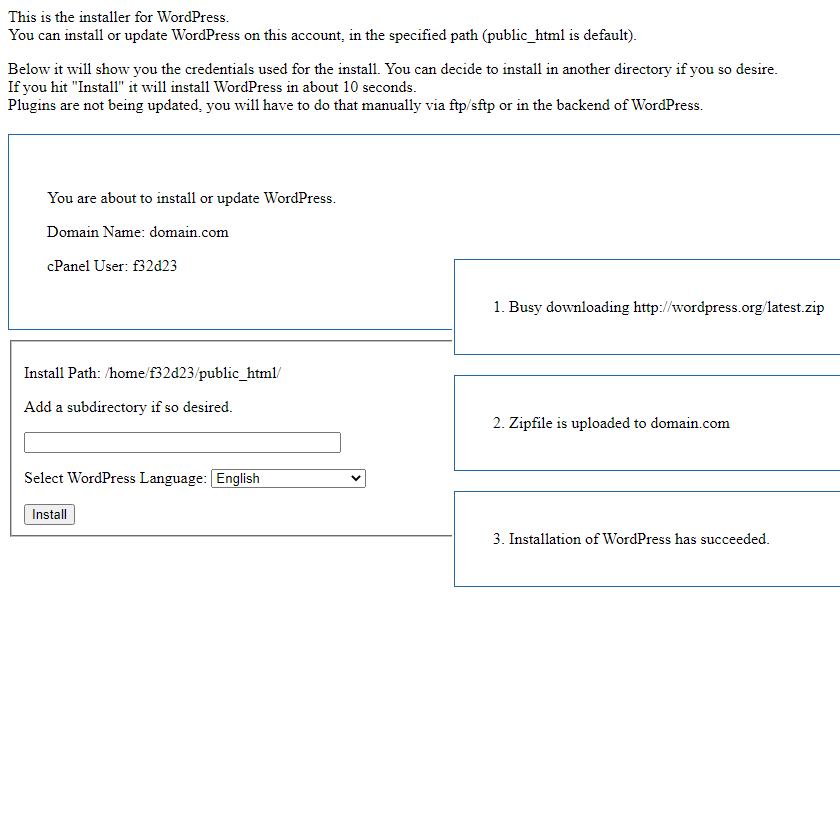 This is the installer for WordPress.
You can install or update WordPress on this account, in the specified path (public_html is default).
Below it will show you the credentials used for the install. You can decide to install in another directory if you so desire.
If you hit "Install" it will install WordPress in about 10 seconds.
Plugins are not being updated, you will have to do that manually via ftp/sftp or in the backend of WordPress.
You are about to install or update WordPress.
Domain Name: domain.com
cPanel User: f32d23
Install Path: /home/f32d23/public_html/
Add a subdirectory if so desired.
Select WordPress Language: English
Install
1. Busy downloading http://wordpress.org/latest.zip
2. Zipfile is uploaded to domain.com
3. Installation of WordPress has succeeded.